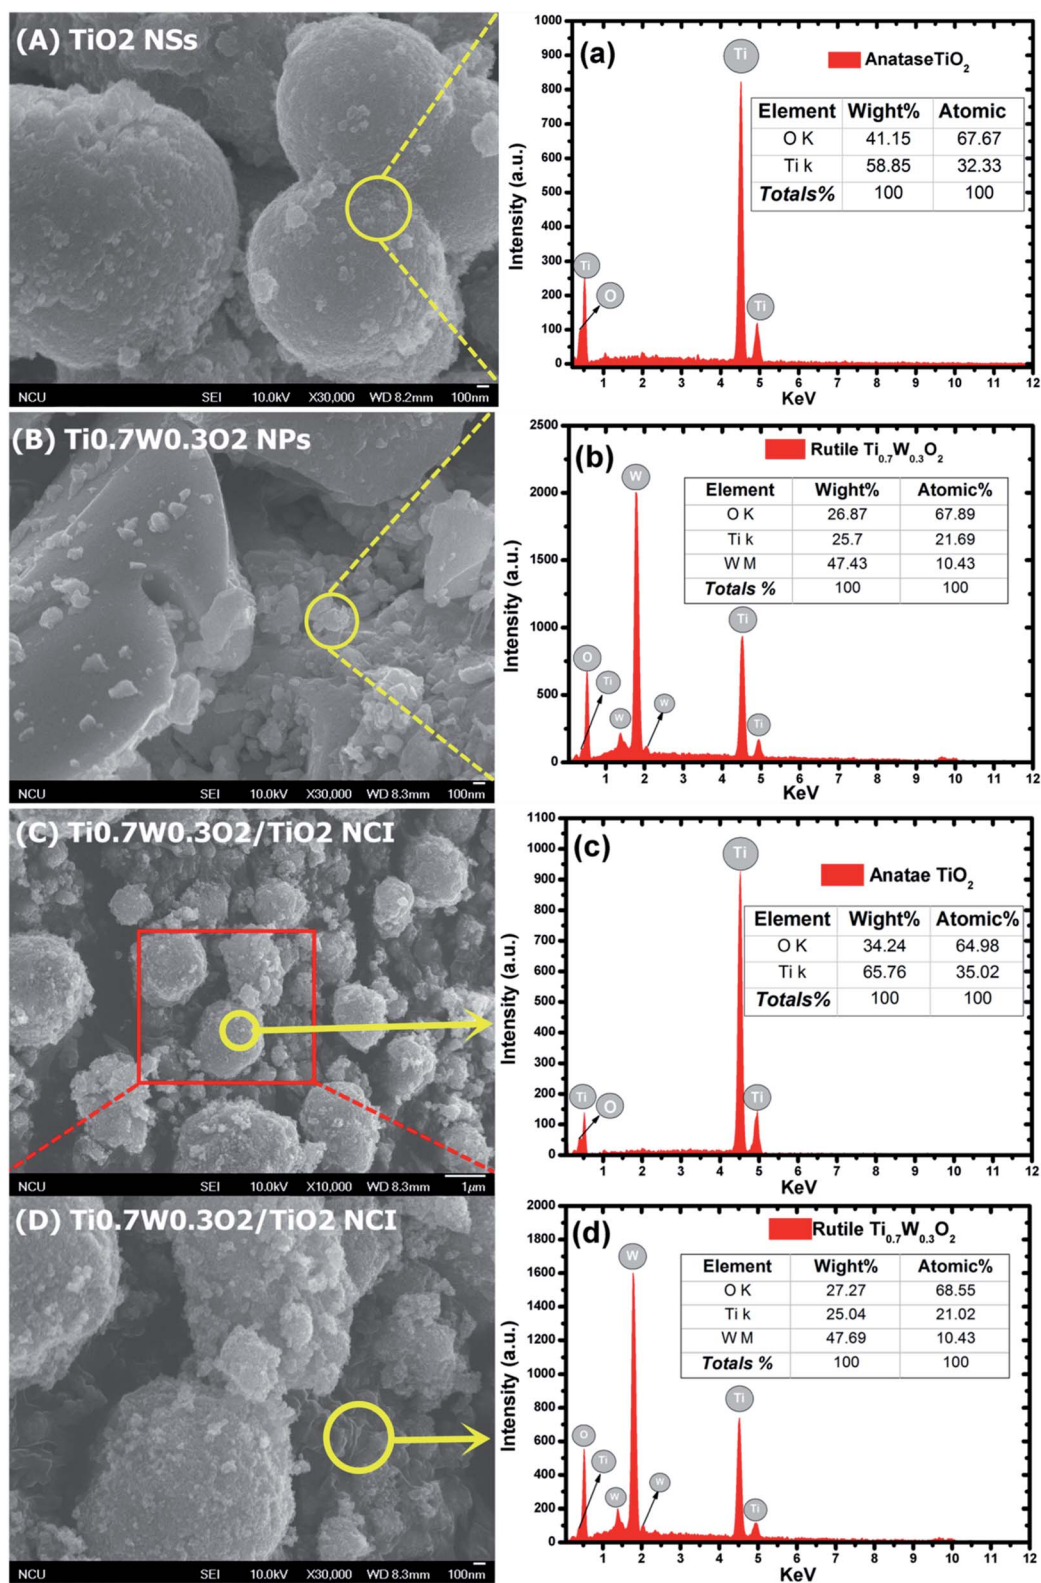 (A) TiO2 NSs
NCU SEI 10.0kV X30,000 WD 8.2mm 100nm
(a)
AnataseTiO2
Element Wight% Atomic
O K 41.15 67.67
Ti k 58.85 32.33
Totals% 100 100
Ti
Ti
O
Ti
Intensity (a.u.)
1000
900
800
700
600
500
400
300
200
100
0
1 2 3 4 5 6 7 8 9 10 11 12
KeV
(B) Ti0.7W0.3O2 NPs
NCU SEI 10.0kV X30,000 WD 8.3mm 100nm
(b)
Rutile Ti0.7W0.3O2
Element Wight% Atomic%
O K 26.87 67.89
Ti k 25.7 21.69
W M 47.43 10.43
Totals % 100 100
W
Ti
O
Ti
W
W
Ti
Intensity (a.u.)
2500
2000
1500
1000
500
0
1 2 3 4 5 6 7 8 9 10 11 12
KeV
(C) Ti0.7W0.3O2/TiO2 NCI
NCU SEI 10.0kV X10,000 WD 8.3mm 1µm
(c)
Anatae TiO2
Element Wight% Atomic%
O K 34.24 64.98
Ti k 65.76 35.02
Totals% 100 100
Ti
Ti
O
Ti
Intensity (a.u.)
1100
1000
900
800
700
600
500
400
300
200
100
0
1 2 3 4 5 6 7 8 9 10 11 12
KeV
(D) Ti0.7W0.3O2/TiO2 NCI
NCU SEI 10.0kV X30,000 WD 8.3mm 100nm
(d)
Rutile Ti0.7W0.3O2
Element Wight% Atomic%
O K 27.27 68.55
Ti k 25.04 21.02
W M 47.69 10.43
Totals % 100 100
W
Ti
O
Ti
W
W
Ti
Intensity (a.u.)
2000
1800
1600
1400
1200
1000
800
600
400
200
0
1 2 3 4 5 6 7 8 9 10 11 12
KeV